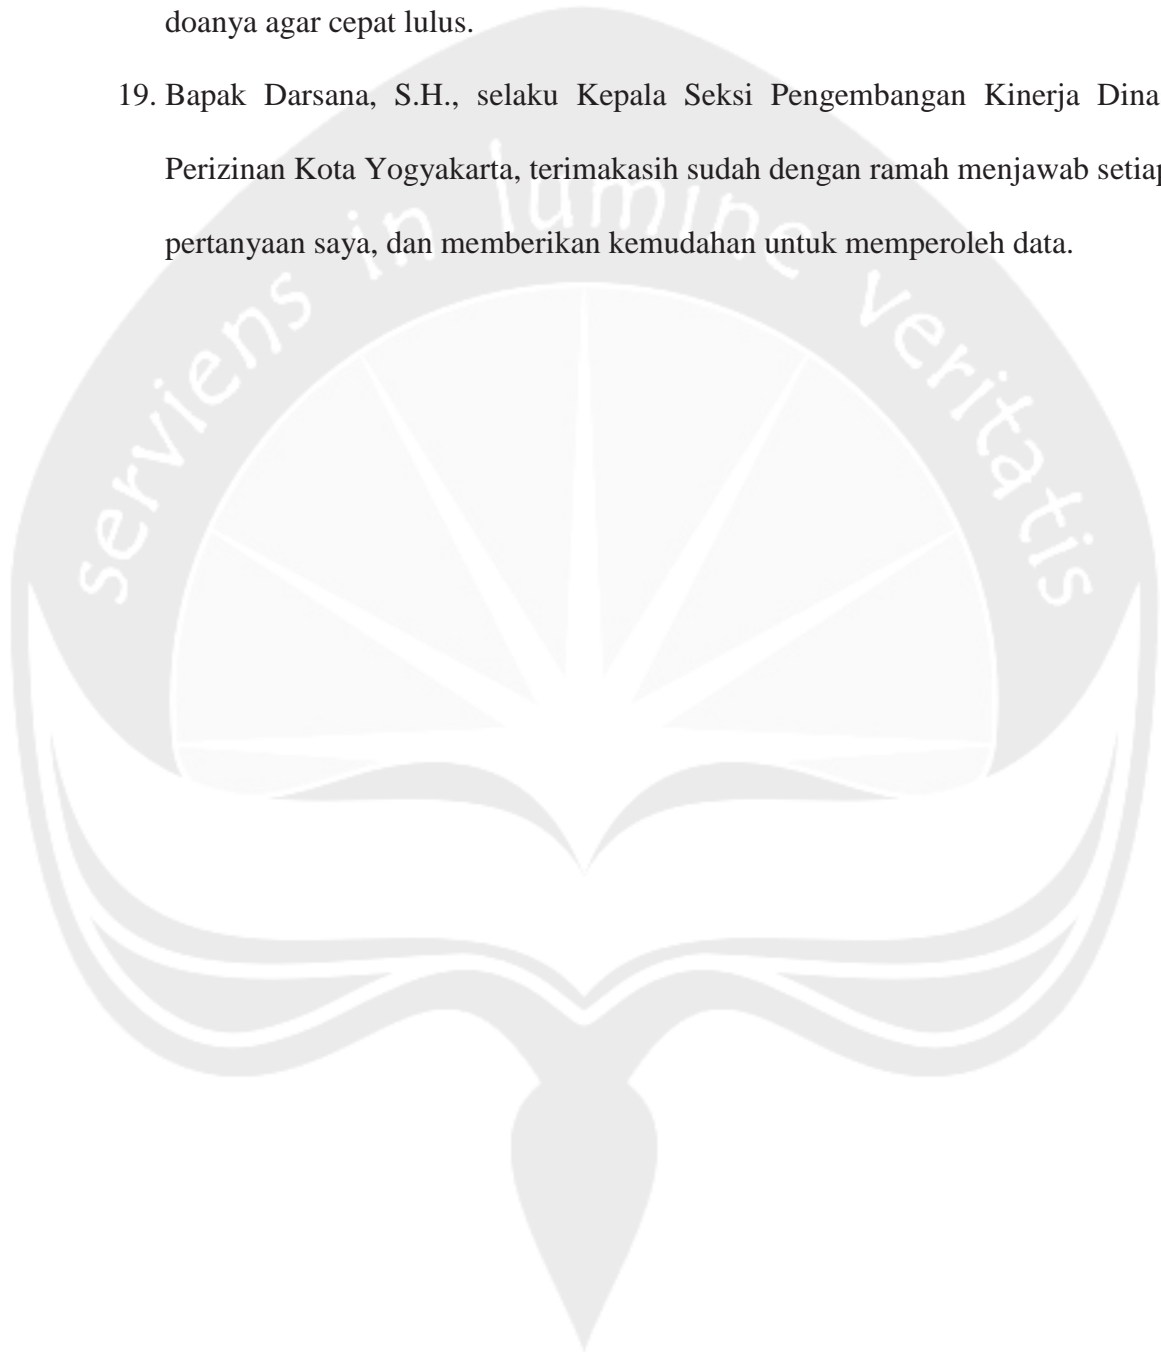 doanya agar cepat lulus.
19. Bapak Darsana, S.H., selaku Kepala Seksi Pengembangan Kinerja Dina
Perizinan Kota Yogyakarta, terimakasih sudah dengan ramah menjawab setiap
pertanyaan saya, dan memberikan kemudahan untuk memperoleh data.
serviens in lumine veritatis